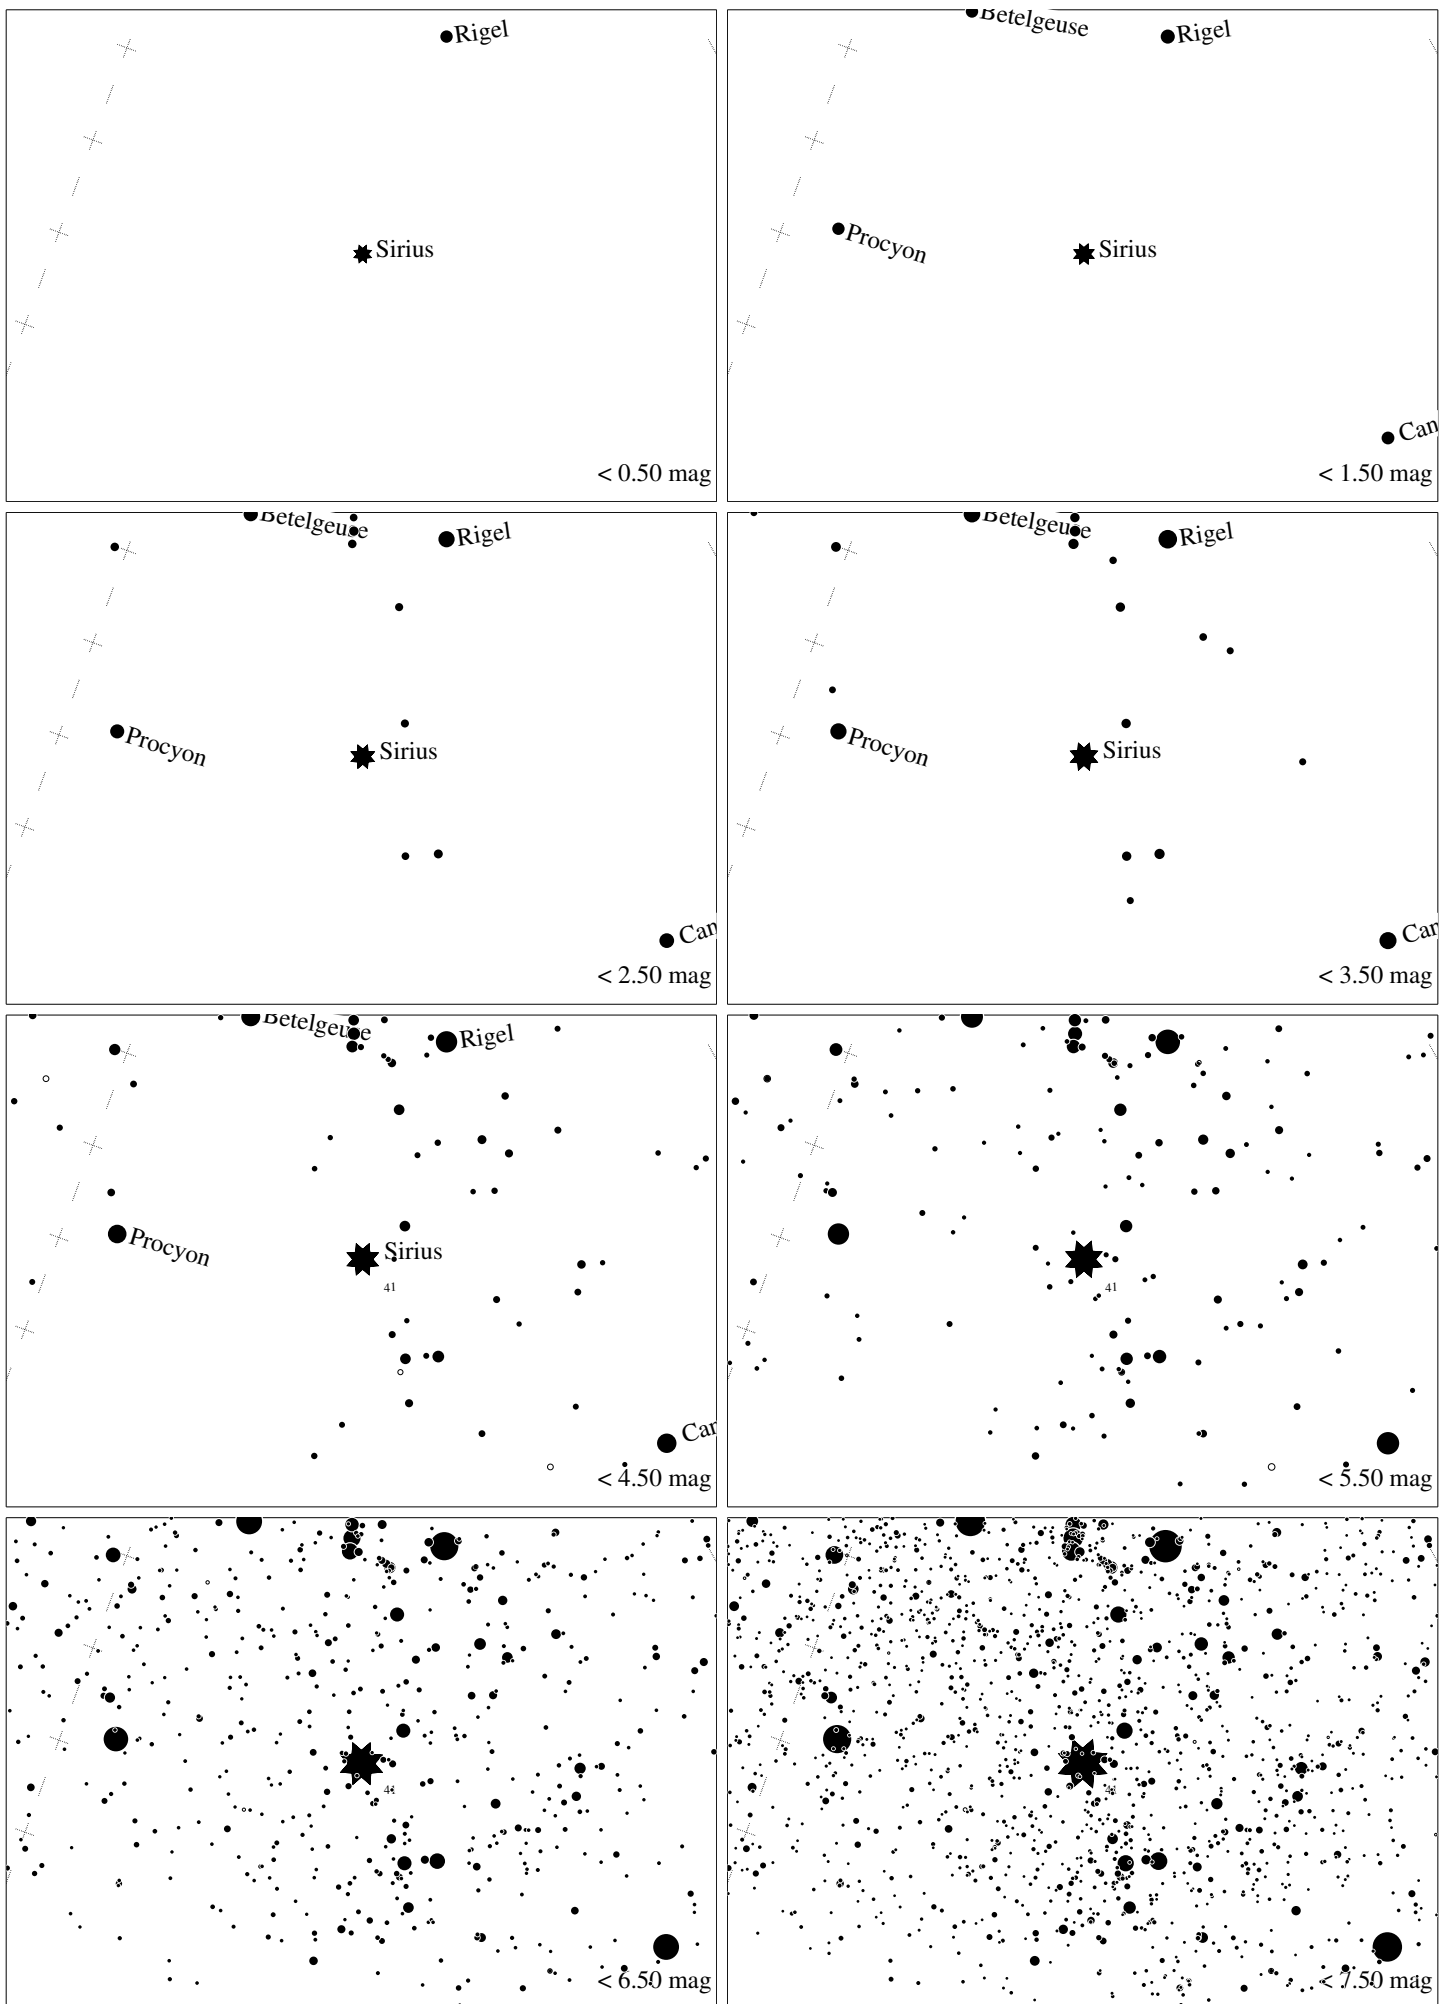 Rigel
Sirius
< 0.50 mag
Betelgeuse
Rigel
Procyon
Sirius
Can
< 1.50 mag
Betelgeuse
Rigel
Procyon
Sirius
Can
< 2.50 mag
Betelgeuse
Rigel
Procyon
Sirius
Can
< 3.50 mag
Betelgeuse
Rigel
Procyon
Sirius
41
Can
< 4.50 mag
41
< 5.50 mag
< 6.50 mag
< 7.50 mag